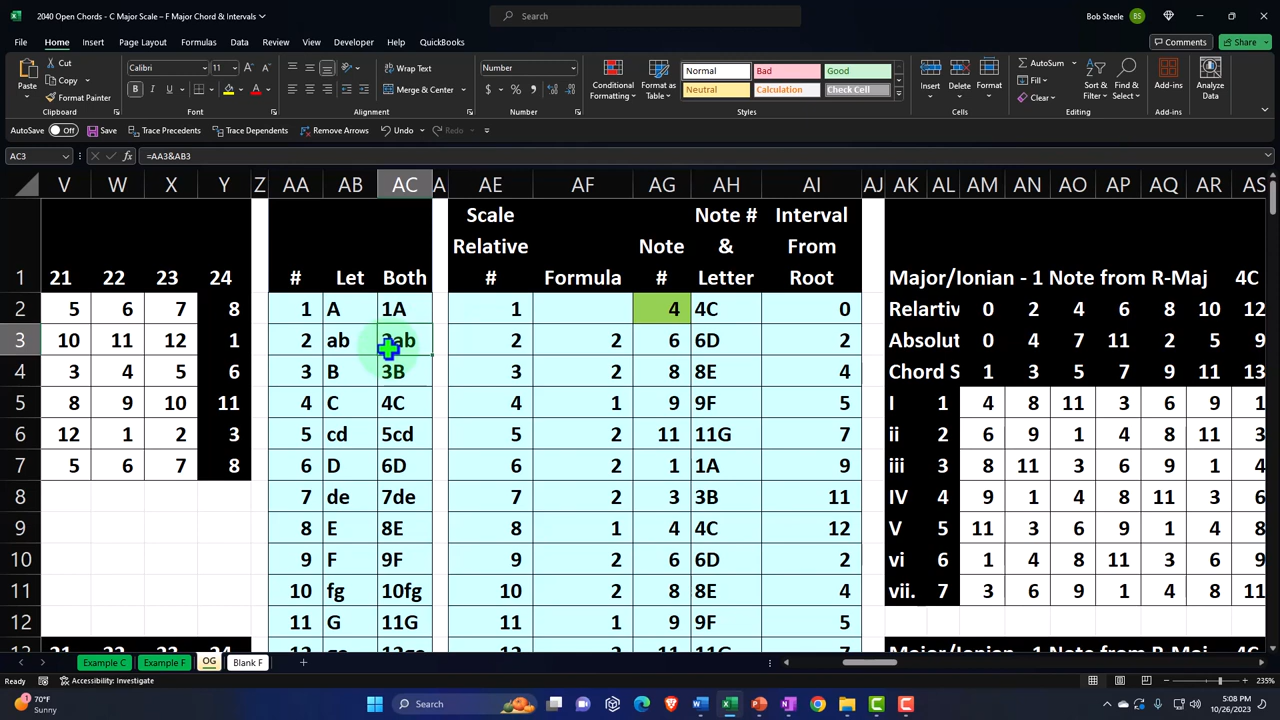 2040 Open Chords - C Major Scale – F Major Chord & Intervals
Search
Bob Steele BS
File Home Insert Page Layout Formulas Data Review View Developer Help QuickBooks Comments Share
Paste Cut Copy Format Painter Clipboard
Calibri 11 Font
Wrap Text Merge & Center Alignment
Number Number
Conditional Formatting Format as Table
Normal Bad Good
Neutral Calculation Check Cell
Styles
Insert Delete Format Cells
AutoSum Fill Clear Sort & Filter Find & Select Editing
Add-ins Add-ins
Analyze Data
AutoSave Off Save Trace Precedents Trace Dependents Remove Arrows Undo Redo
AC3 fx =AA3&AB3
V W X Y Z AA AB AC A AE AF AG AH AI AJ AK AL AM AN AO AP AQ AR AS
Scale Note #
Relative Note & Interval From
1 21 22 23 24 # Let Both # Formula # Letter Root Major/Ionian - 1 Note from R-Maj 4C
2 5 6 7 8 1 A 1A 1 4 4C 0 Relartiv 0 2 4 6 8 10 12
3 10 11 12 1 2 ab 2ab 2 2 6 6D 2 Absolut 0 4 7 11 2 5 9
4 3 4 5 6 3 B 3B 3 2 8 8E 4 Chord S 1 3 5 7 9 11 13
5 8 9 10 11 4 C 4C 4 1 9 9F 5 I 1 4 8 11 3 6 9 1
6 12 1 2 3 5 cd 5cd 5 2 11 11G 7 ii 2 6 9 1 4 8 11 3
7 5 6 7 8 6 D 6D 6 2 1 1A 9 iii 3 8 11 3 6 9 1 4
8 7 de 7de 7 2 3 3B 11 IV 4 9 1 4 8 11 3 6
9 8 E 8E 8 1 4 4C 12 V 5 11 3 6 9 1 4 8
10 9 F 9F 9 2 6 6D 2 vi 6 1 4 8 11 3 6 9
11 10 fg 10fg 10 2 8 8E 4 vii. 7 3 6 9 1 4 8 11
12 11 G 11G 11 1 9 9F 5
Example C Example F OG Blank F
Ready Accessibility: Investigate 235%
70°F
Sunny
Search
5:08 PM
10/26/2023